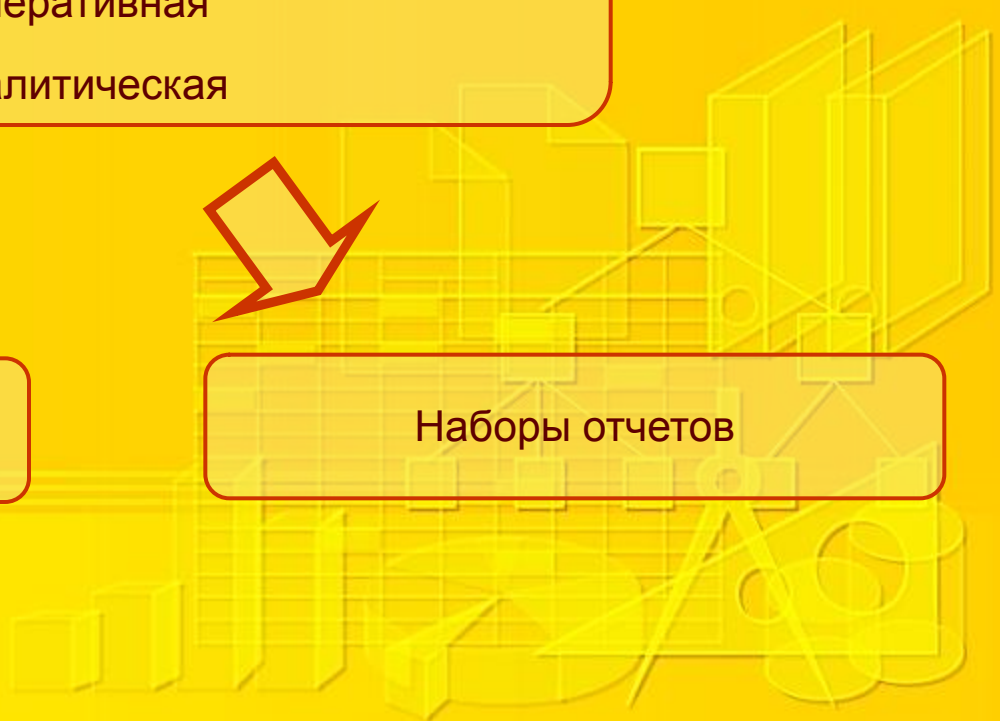 еративная
литическая
Наборы отчетов